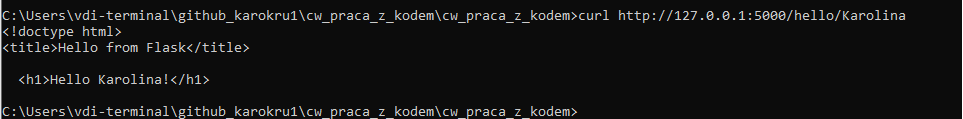 C:\Users\vdi-terminal\github_karokru1\cw_praca_z_kodem\cw_praca_z_kodem>curl http://127.0.0.1:5000/hello/Karolina
<!doctype html>
<title>Hello from Flask</title>
<h1>Hello Karolina!</h1>
C:\Users\vdi-terminal\github_karokru1\cw_praca_z_kodem\cw_praca_z_kodem>